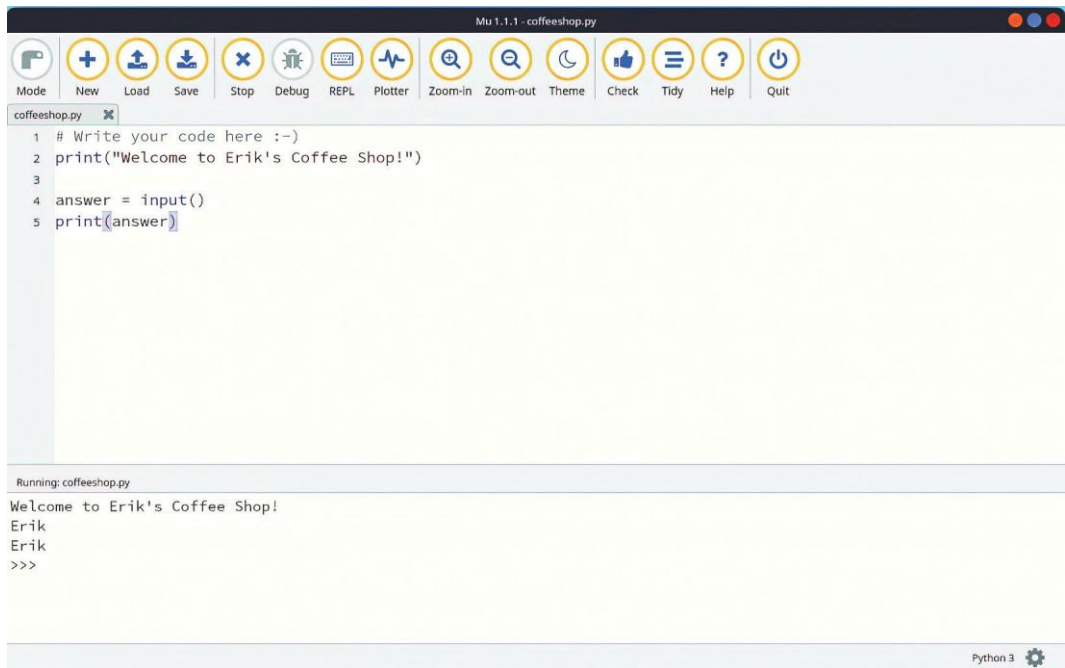 Mu 1.1.1 - coffeeshop.py
Mode New Load Save Stop Debug REPL Plotter Zoom-in Zoom-out Theme Check Tidy Help Quit
coffeeshop.py
1 # Write your code here :-)
2 print("Welcome to Erik's Coffee Shop!")
3
4 answer = input()
5 print(answer)
Running: coffeeshop.py
Welcome to Erik's Coffee Shop!
Erik
Erik
>>>
Python 3